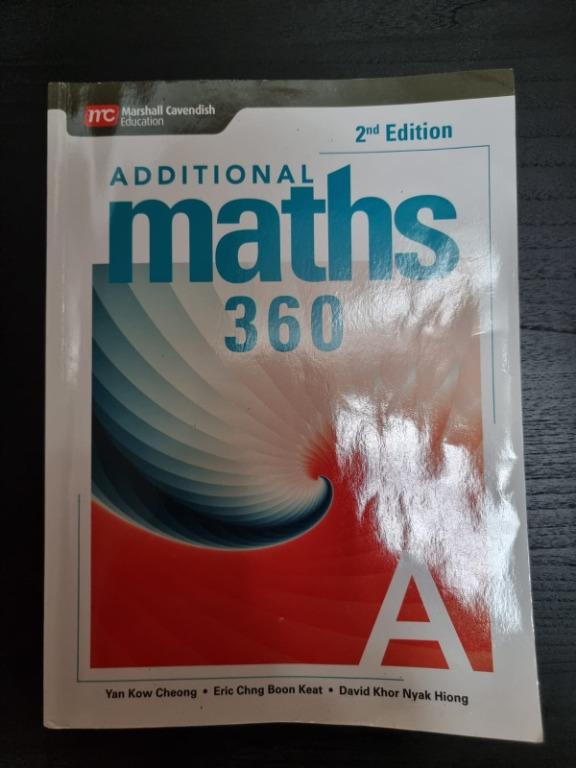 mc Marshall Cavendish
Education
2nd Edition
ADDITIONAL
maths
360
A
Yan Kow Cheong • Eric Chng Boon Keat • David Khor Nyak Hiong